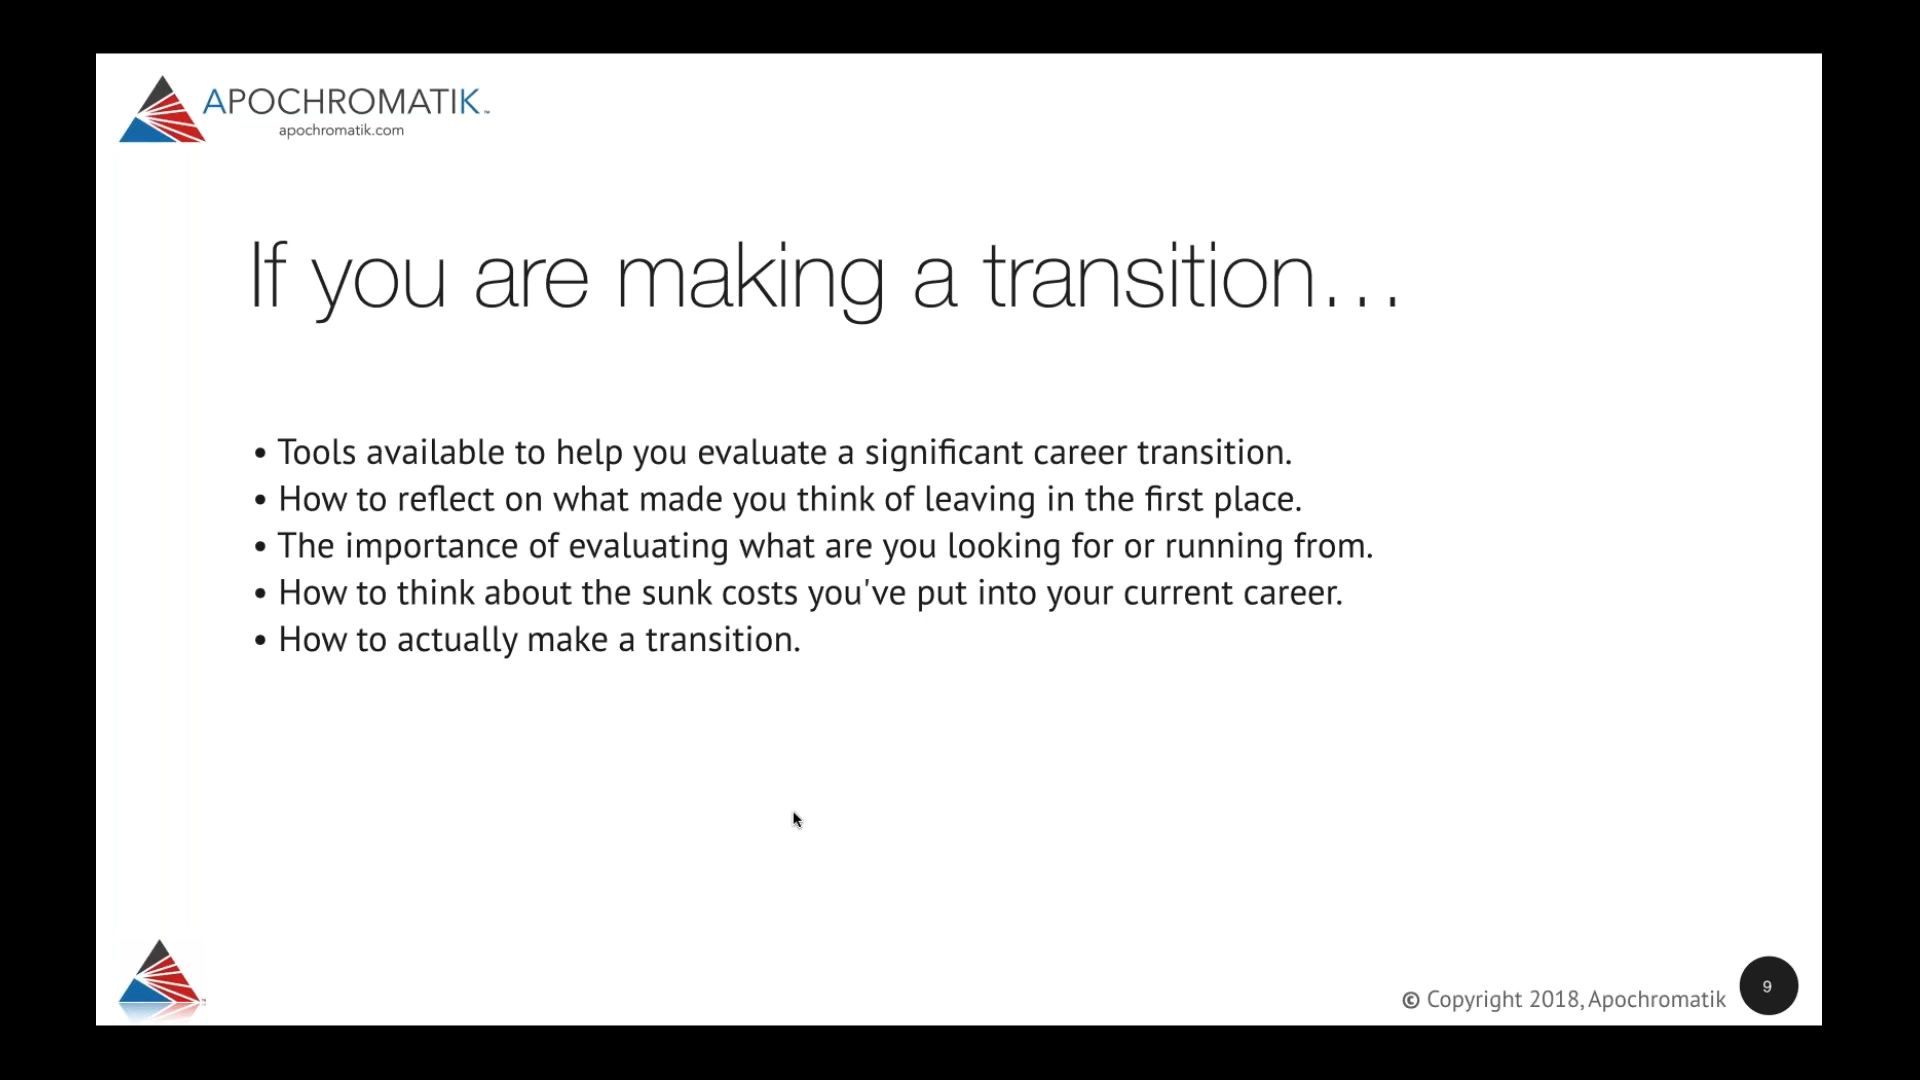 APOCHROMATIK™
apochromatik.com
If you are making a transition…
• Tools available to help you evaluate a significant career transition.
• How to reflect on what made you think of leaving in the first place.
• The importance of evaluating what are you looking for or running from.
• How to think about the sunk costs you've put into your current career.
• How to actually make a transition.
© Copyright 2018, Apochromatik
9